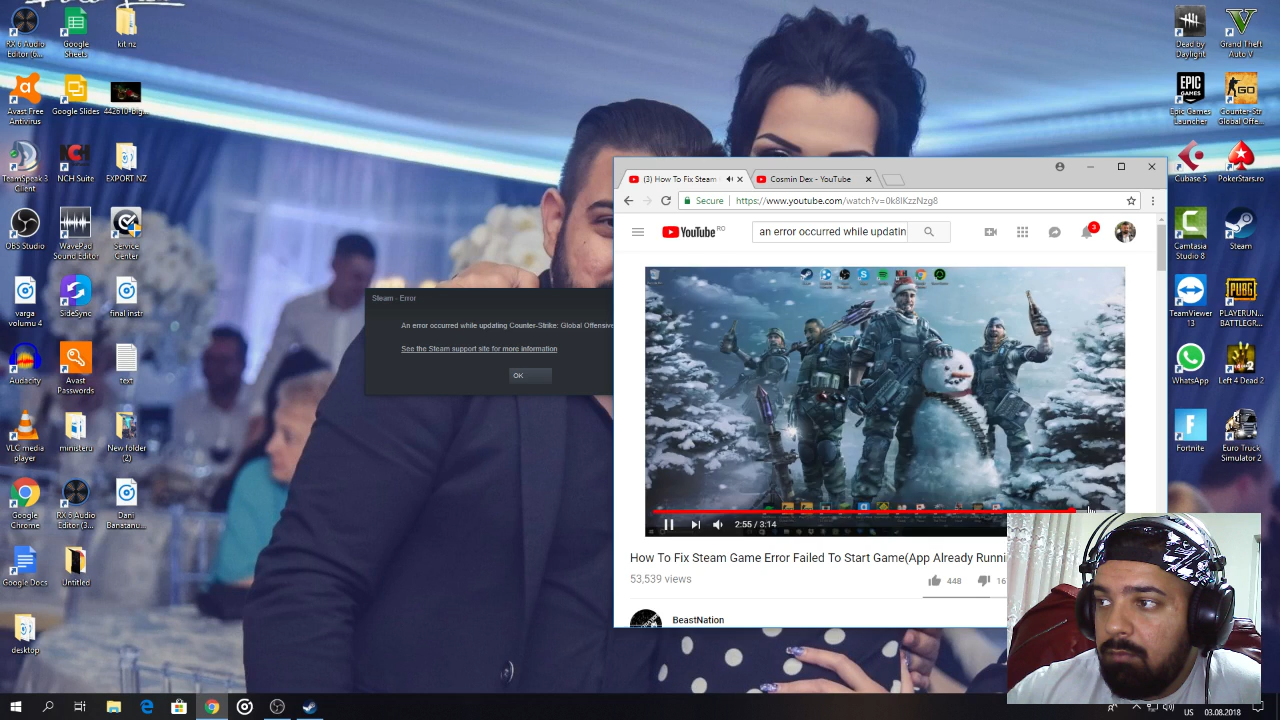 RX 6 Audio
Editor (6...
Google
Sheets
kit nz
Avast Free
Antivirus
Google Slides
TeamSpeak 3
Client
NCH Suite
EXPORT NZ
OBS Studio
WavePad
Sound Editor
Service
Center
varga
volumu 4
SideSync
final instr
Audacity
Avast
Passwords
text
VLC media
player
ministeru
New folder
(2)
Google
Chrome
RX 6 Audio
Editor (6...
Dani
Banatanu...
Google Docs
Untitled
desktop
Steam - Error
An error occurred while updating Counter-Strike: Global Offensive
See the Steam support site for more information
OK
(3) How To Fix Steam
Cosmin Dex - YouTube
Secure
https://www.youtube.com/watch?v=0k8lKzzNzg8
YouTube RO
an error occurred while updatin
3
2:55 / 3:14
How To Fix Steam Game Error Failed To Start Game(App Already Runni
53,539 views
448
16
BeastNation
Dead by
Daylight
Grand Theft
Auto V
EPIC
GAMES
GO
Epic Games
Launcher
Counter-Str
Global Offe...
Cubase 5
PokerStars.ro
Camtasia
Studio 8
Steam
PUBG
TeamViewer
13
PLAYERUN...
BATTLEGR...
WhatsApp
Left 4 Dead 2
Fortnite
Euro Truck
Simulator 2
US
03.08.2018